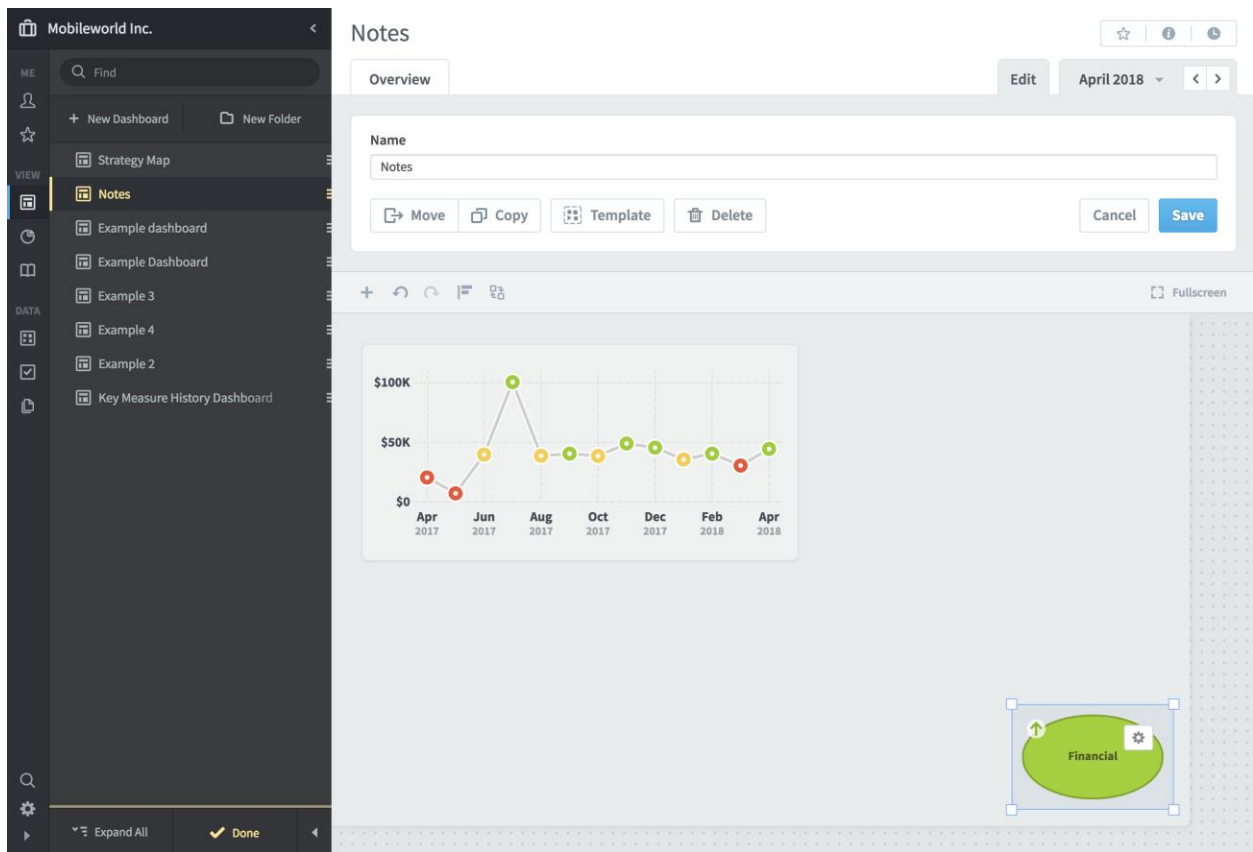 Mobileworld Inc.
ME
VIEW
DATA
Find
New Dashboard
New Folder
Strategy Map
Notes
Example dashboard
Example Dashboard
Example 3
Example 4
Example 2
Key Measure History Dashboard
Expand All
Done
Notes
Overview
Edit
April 2018
Name
Notes
Move
Copy
Template
Delete
Cancel
Save
Fullscreen
$100K
$50K
$0
Apr Jun Aug Oct Dec Feb Apr
2017 2017 2017 2017 2017 2018 2018
Financial